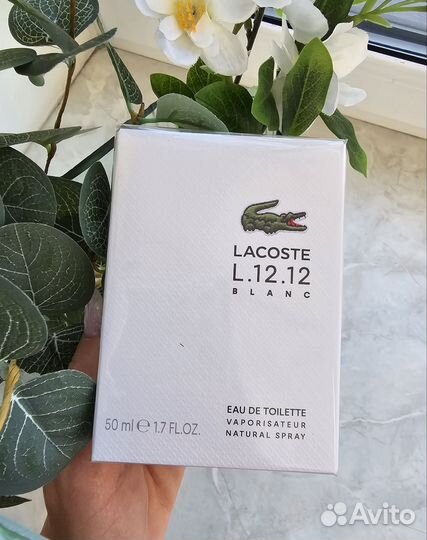 LACOSTE
L.12.12
BLANC
50 ml ℮ 1.7 FL.OZ.
EAU DE TOILETTE
VAPORISATEUR
NATURAL SPRAY
Avito